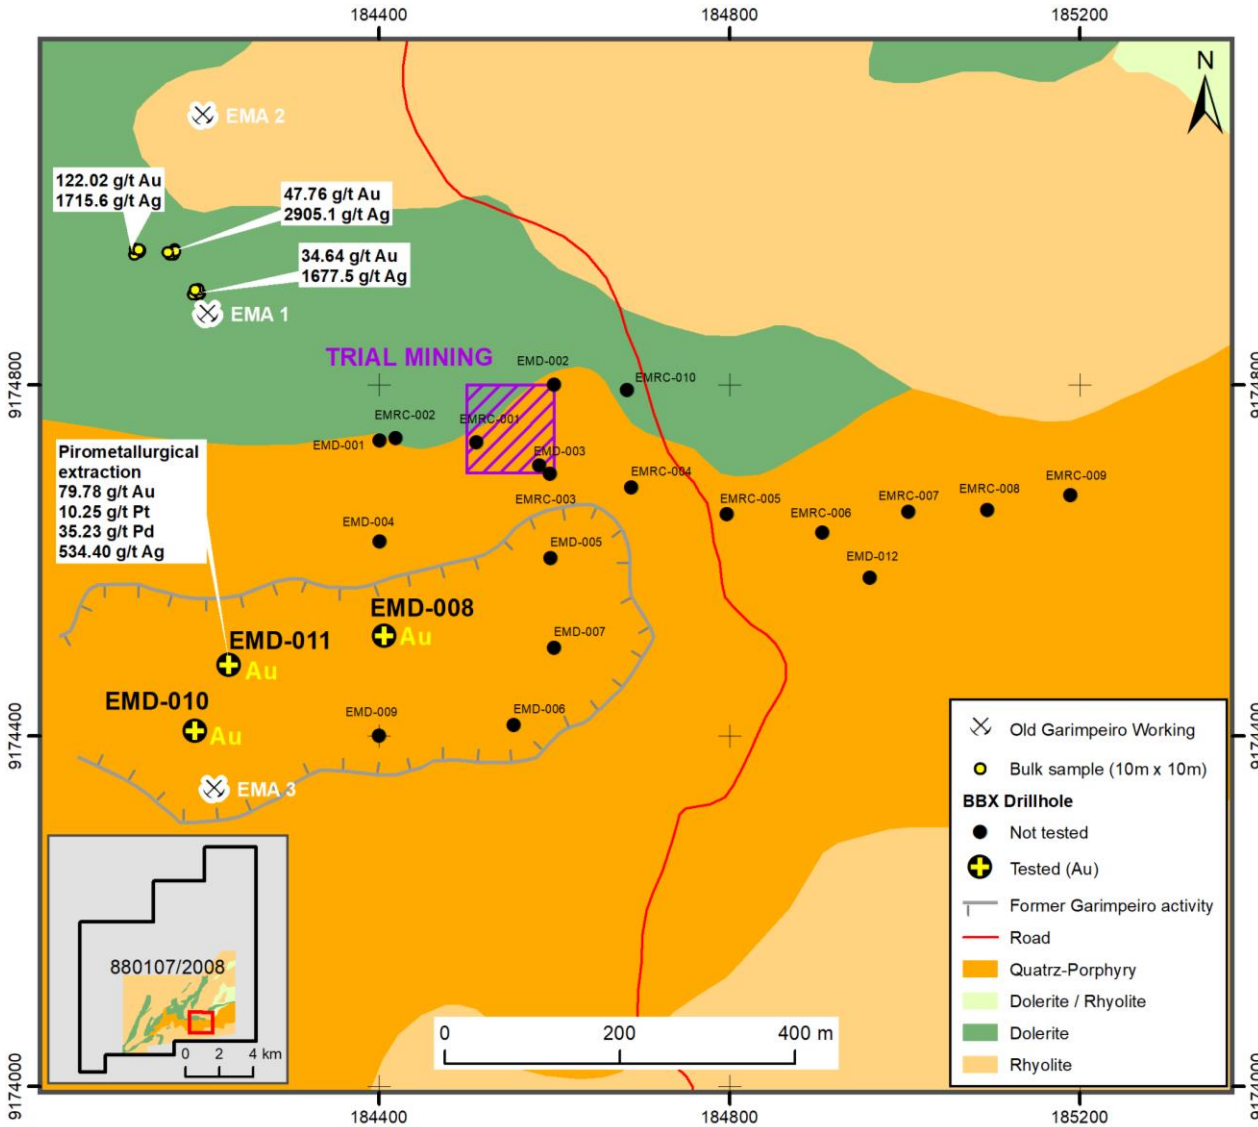 184400
184800
185200
N
EMA 2
122.02 g/t Au
1715.6 g/t Ag
47.76 g/t Au
2905.1 g/t Ag
34.64 g/t Au
1677.5 g/t Ag
EMA 1
TRIAL MINING
EMD-002
EMRC-010
9174800
9174800
EMRC-002
EMRC-001
EMD-001
EMD-003
EMRC-004
EMRC-009
EMRC-003
EMRC-005
EMRC-007
EMRC-008
EMRC-006
Pirometallurgical
extraction
79.78 g/t Au
10.25 g/t Pt
35.23 g/t Pd
534.40 g/t Ag
EMD-004
EMD-005
EMD-012
EMD-008
Au
EMD-011
Au
EMD-007
EMD-010
Au
EMD-009
EMD-006
9174400
9174400
EMA 3
Old Garimpeiro Working
Bulk sample (10m x 10m)
BBX Drillhole
Not tested
Tested (Au)
Former Garimpeiro activity
Road
Quatrz-Porphyry
Dolerite / Rhyolite
Dolerite
Rhyolite
880107/2008
0 2 4 km
0 200 400 m
9174000
9174000
184400
184800
185200